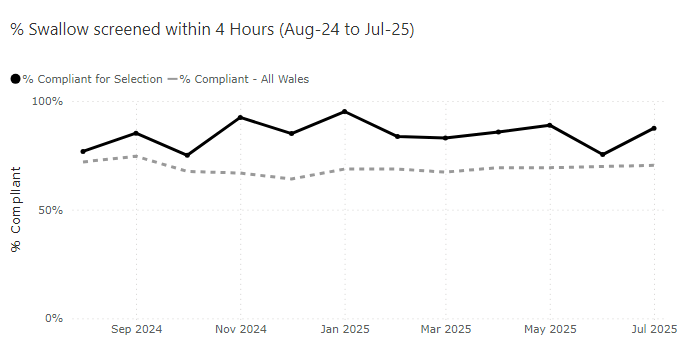 % Swallow screened within 4 Hours (Aug-24 to Jul-25)
% Compliant for Selection % Compliant - All Wales
100%
50%
0%
% Compliant
Sep 2024 Nov 2024 Jan 2025 Mar 2025 May 2025 Jul 2025